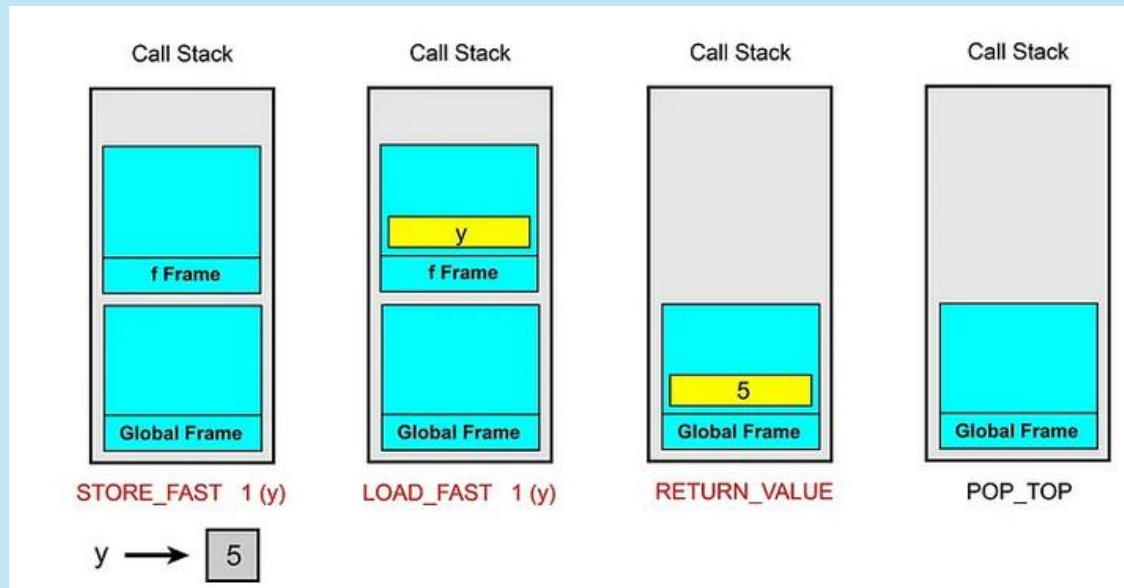 Call Stack
Call Stack
Call Stack
Call Stack
y
f Frame
f Frame
5
Global Frame
Global Frame
Global Frame
Global Frame
STORE_FAST 1 (y)
LOAD_FAST 1 (y)
RETURN_VALUE
POP_TOP
y
5